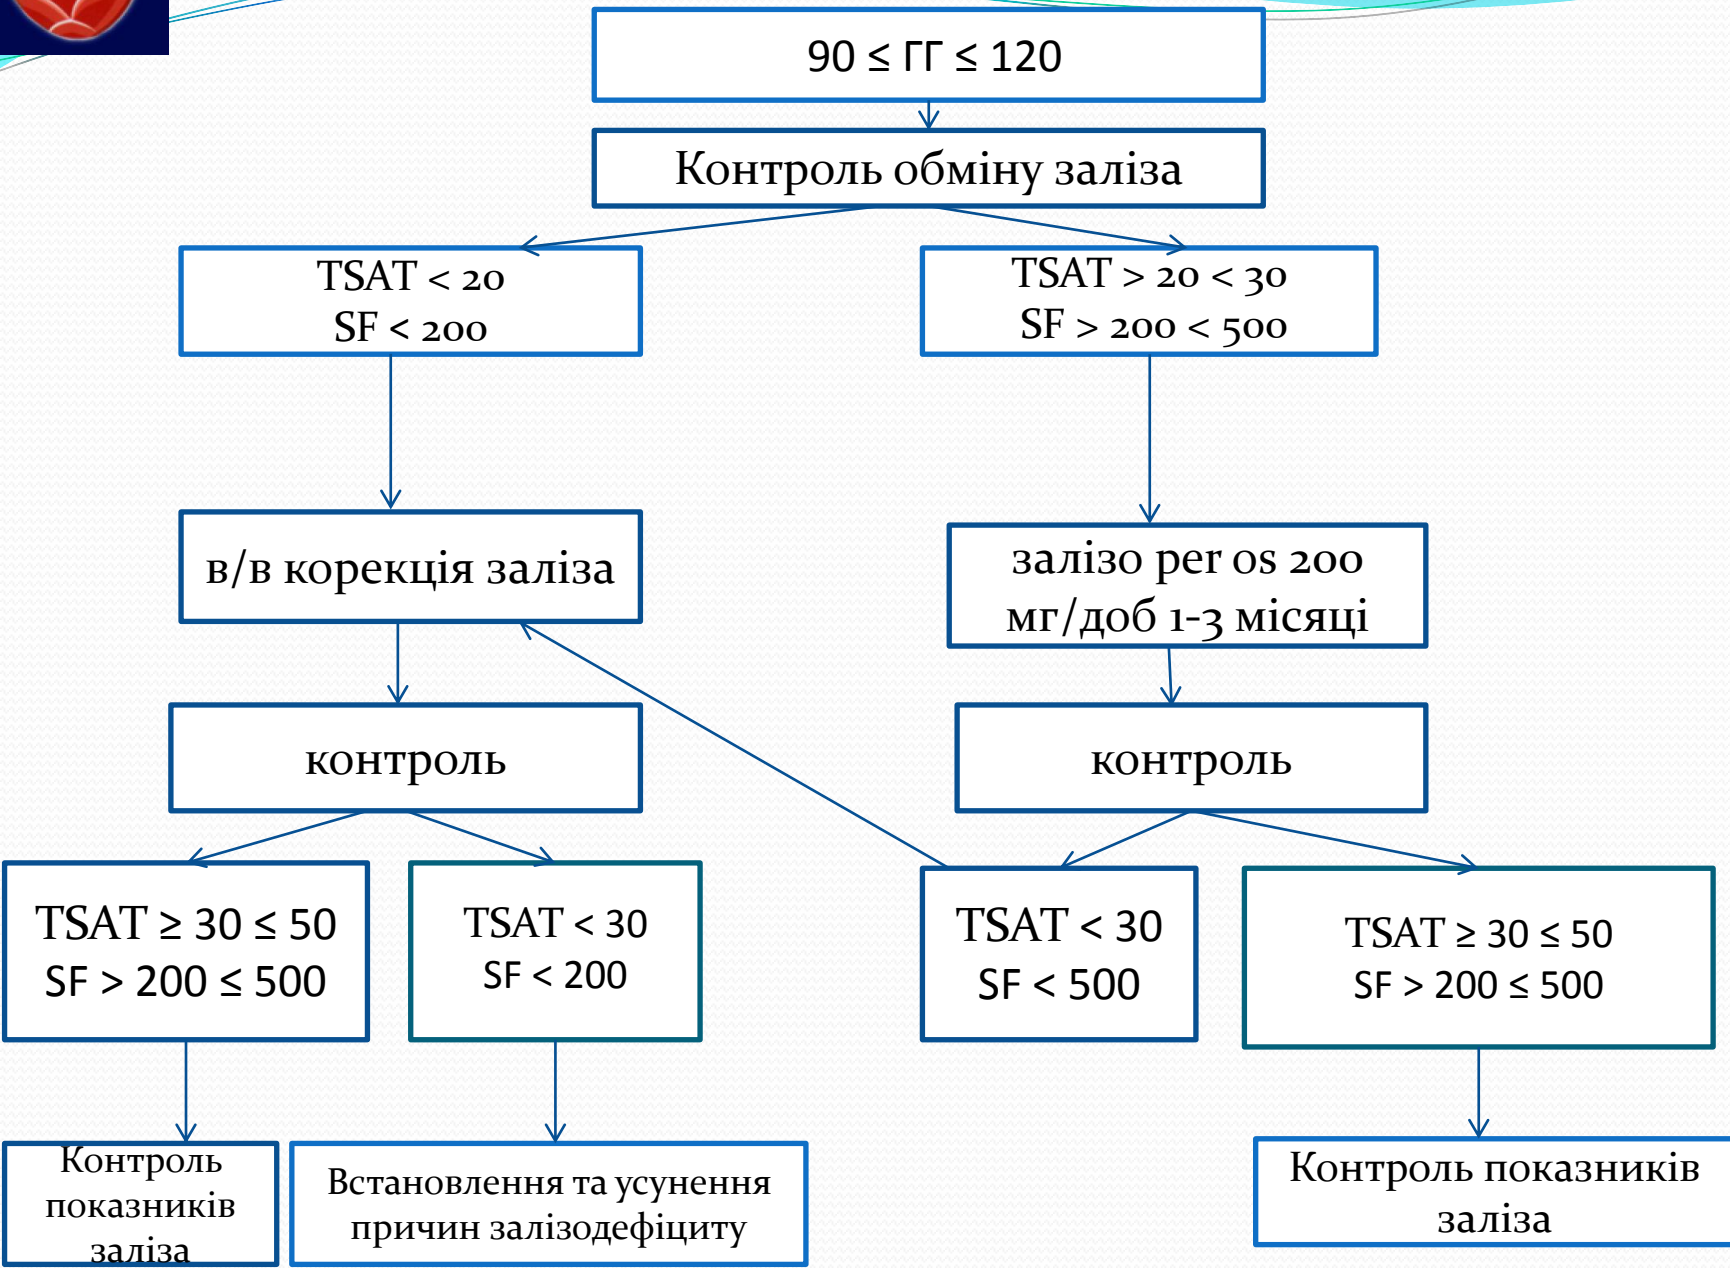 90 ≤ ГГ ≤ 120
Контроль обміну заліза
TSAT < 20
SF < 200
TSAT > 20 < 30
SF > 200 < 500
в/в корекція заліза
залізо per os 200
мг/доб 1-3 місяці
контроль
контроль
TSAT ≥ 30 ≤ 50
SF > 200 ≤ 500
TSAT < 30
SF < 200
TSAT < 30
SF < 500
TSAT ≥ 30 ≤ 50
SF > 200 ≤ 500
Контроль
показників
заліза
Встановлення та усунення
причин залізодефіциту
Контроль показників
заліза